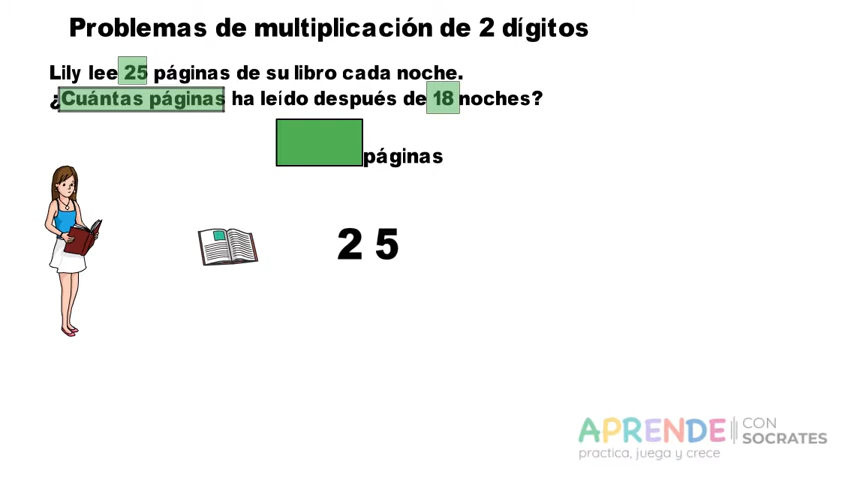 Problemas de multiplicación de 2 dígitos
Lily lee 25 páginas de su libro cada noche.
¿Cuántas páginas ha leído después de 18 noches?
páginas
2 5
APRENDE CON SOCRATES
practica, juega y crece